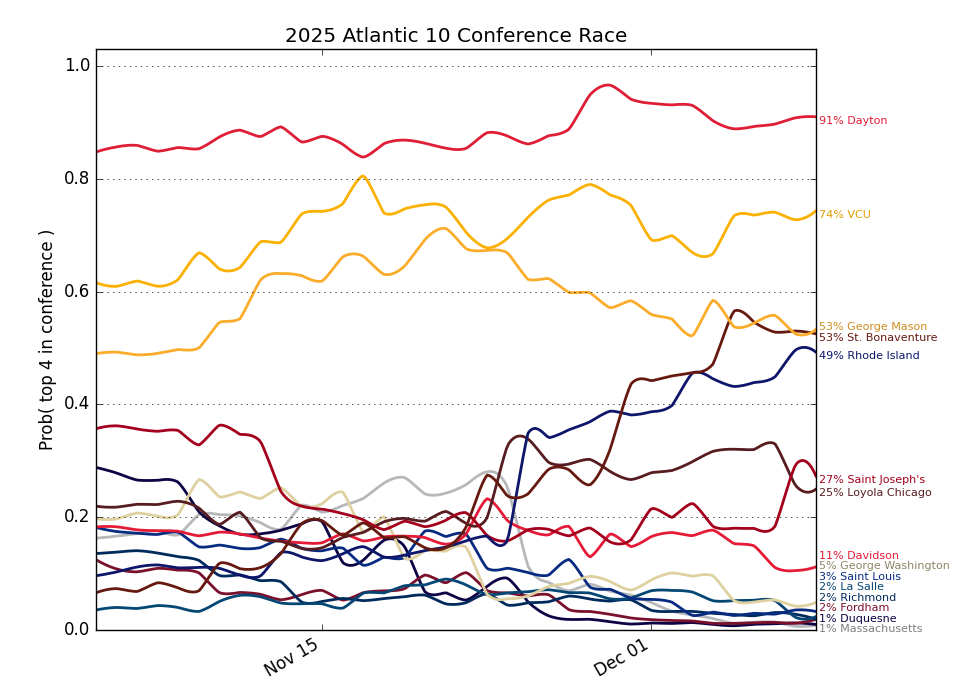 2025 Atlantic 10 Conference Race
Prob( top 4 in conference )
1.0
0.8
0.6
0.4
0.2
0.0
Nov 15
Dec 01
91% Dayton
74% VCU
53% George Mason
53% St. Bonaventure
49% Rhode Island
27% Saint Joseph's
25% Loyola Chicago
11% Davidson
5% George Washington
3% Saint Louis
2% La Salle
2% Richmond
2% Fordham
1% Duquesne
1% Massachusetts